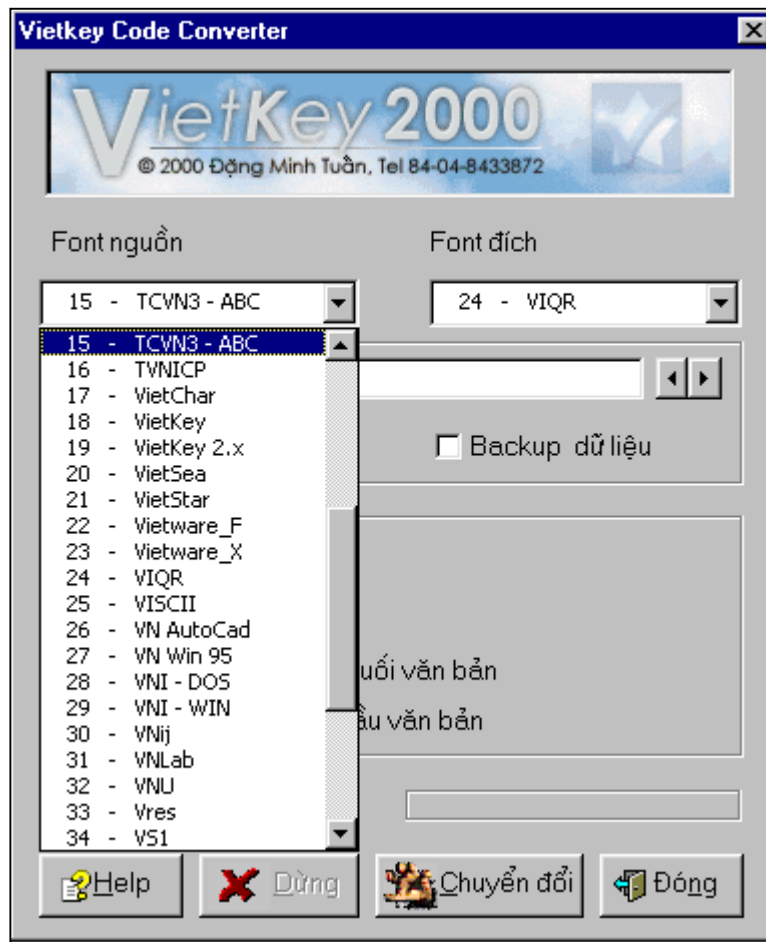 Vietkey Code Converter
VietKey 2000
© 2000 Đặng Minh Tuấn, Tel 84-04-8433872
Font nguồn Font đích
15 - TCVN3 - ABC 24 - VIQR
15 - TCVN3 - ABC
16 - TVNICP
17 - VietChar
18 - VietKey
19 - VietKey 2.x
Backup dữ liệu
20 - VietSea
21 - VietStar
22 - Vietware_F
23 - Vietware_X
24 - VIQR
25 - VISCII
26 - VN AutoCad
27 - VN Win 95
uối văn bản
28 - VNI - DOS
29 - VNI - WIN
ầu văn bản
30 - VNij
31 - VNLab
32 - VNU
33 - Vres
34 - VS1
Help Dừng Chuyển đổi Đóng